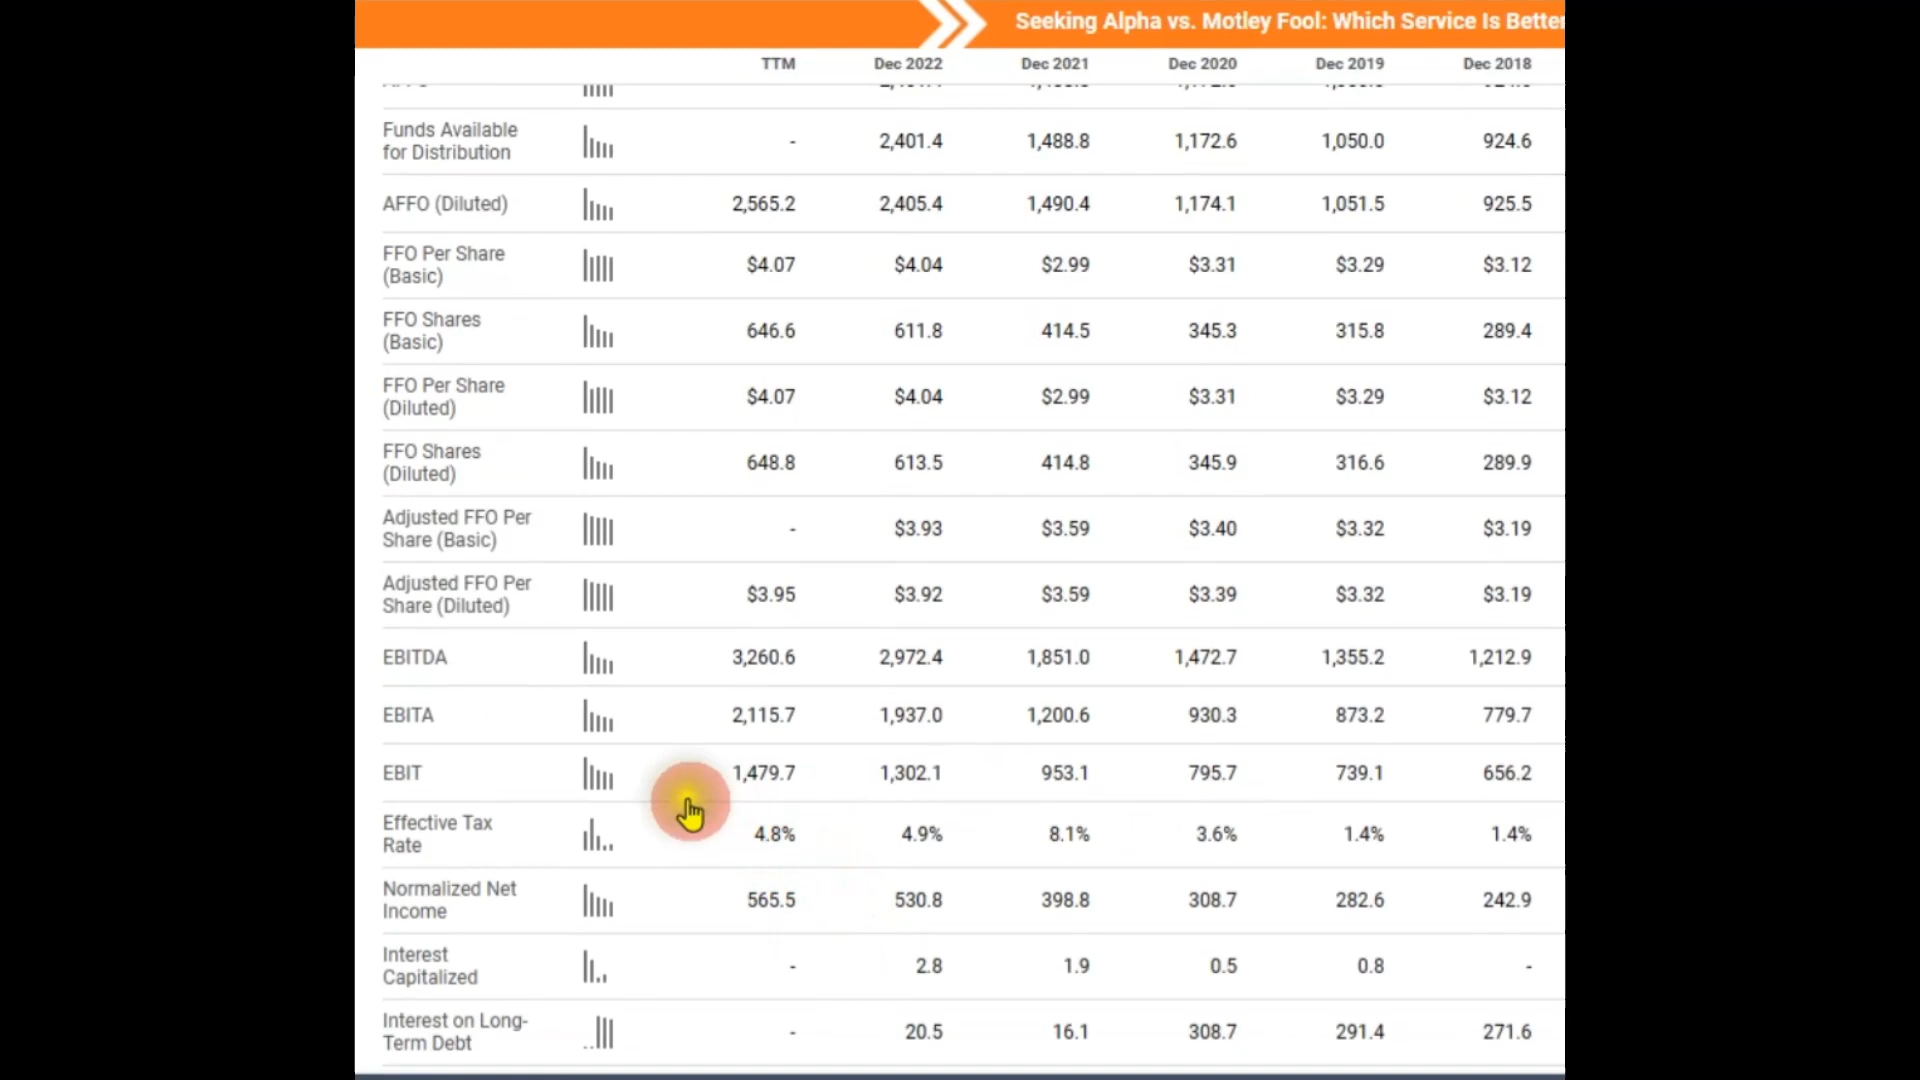 Seeking Alpha vs. Motley Fool: Which Service Is Better
TTM Dec 2022 Dec 2021 Dec 2020 Dec 2019 Dec 2018
Funds Available
for Distribution - 2,401.4 1,488.8 1,172.6 1,050.0 924.6
AFFO (Diluted) 2,565.2 2,405.4 1,490.4 1,174.1 1,051.5 925.5
FFO Per Share
(Basic) $4.07 $4.04 $2.99 $3.31 $3.29 $3.12
FFO Shares
(Basic) 646.6 611.8 414.5 345.3 315.8 289.4
FFO Per Share
(Diluted) $4.07 $4.04 $2.99 $3.31 $3.29 $3.12
FFO Shares
(Diluted) 648.8 613.5 414.8 345.9 316.6 289.9
Adjusted FFO Per
Share (Basic) - $3.93 $3.59 $3.40 $3.32 $3.19
Adjusted FFO Per
Share (Diluted) $3.95 $3.92 $3.59 $3.39 $3.32 $3.19
EBITDA 3,260.6 2,972.4 1,851.0 1,472.7 1,355.2 1,212.9
EBITA 2,115.7 1,937.0 1,200.6 930.3 873.2 779.7
EBIT 1,479.7 1,302.1 953.1 795.7 739.1 656.2
Effective Tax
Rate 4.8% 4.9% 8.1% 3.6% 1.4% 1.4%
Normalized Net
Income 565.5 530.8 398.8 308.7 282.6 242.9
Interest
Capitalized - 2.8 1.9 0.5 0.8 -
Interest on Long-
Term Debt - 20.5 16.1 308.7 291.4 271.6